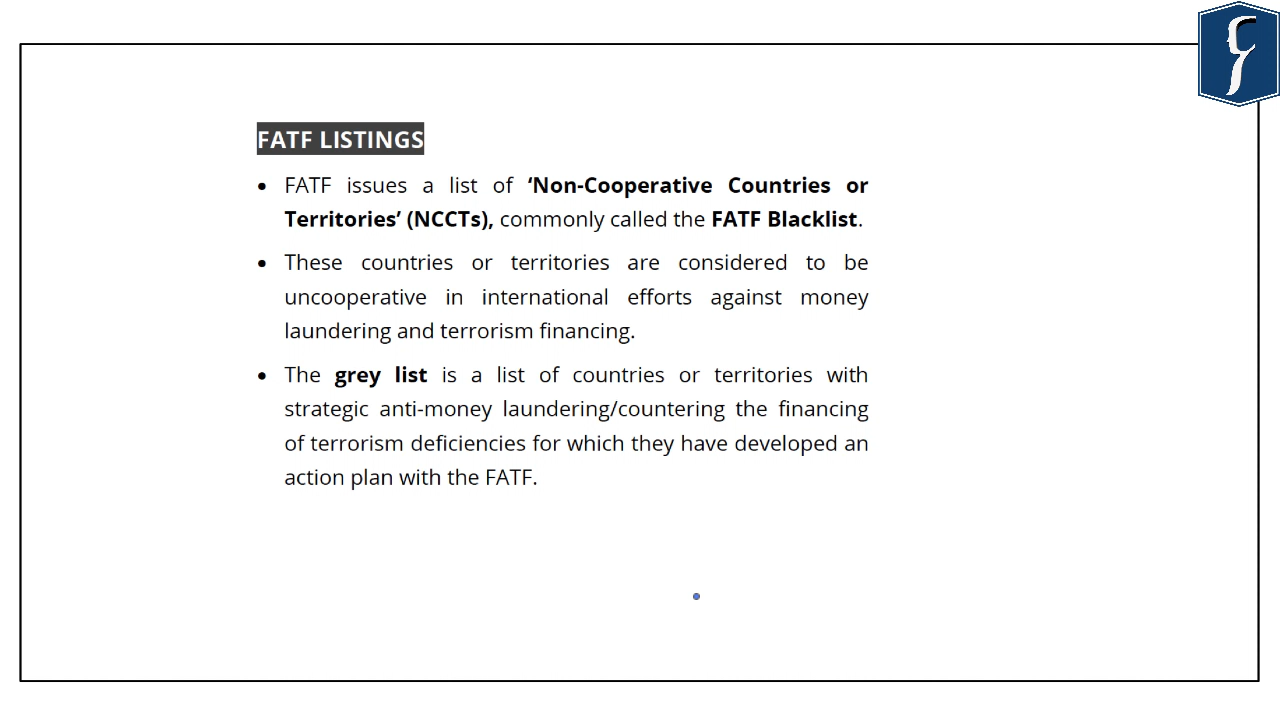 FATF LISTINGS
• FATF issues a list of ‘Non-Cooperative Countries or
Territories’ (NCCTs), commonly called the FATF Blacklist.
• These countries or territories are considered to be
uncooperative in international efforts against money
laundering and terrorism financing.
• The grey list is a list of countries or territories with
strategic anti-money laundering/countering the financing
of terrorism deficiencies for which they have developed an
action plan with the FATF.